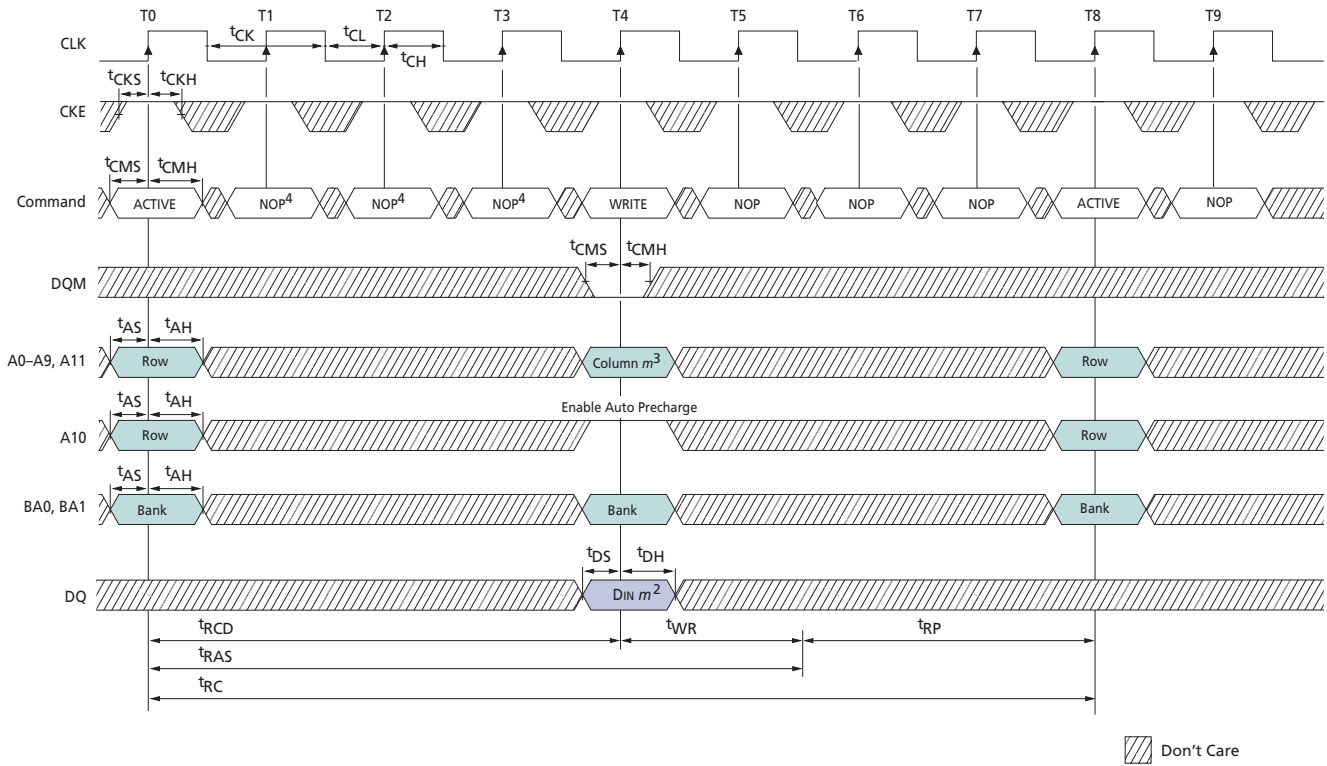 T0 T1 T2 T3 T4 T5 T6 T7 T8 T9
CLK tCK tCL tCH
tCKS tCKH
CKE
tCMS tCMH
Command ACTIVE NOP4 NOP4 NOP4 WRITE NOP NOP NOP ACTIVE NOP
tCMS tCMH
DQM
tAS tAH
A0–A9, A11 Row Column m3 Row
tAS tAH Enable Auto Precharge
A10 Row Row
tAS tAH
BA0, BA1 Bank Bank Bank
tDS tDH
DQ DIN m2
tRCD tWR tRP
tRAS
tRC
Don't Care